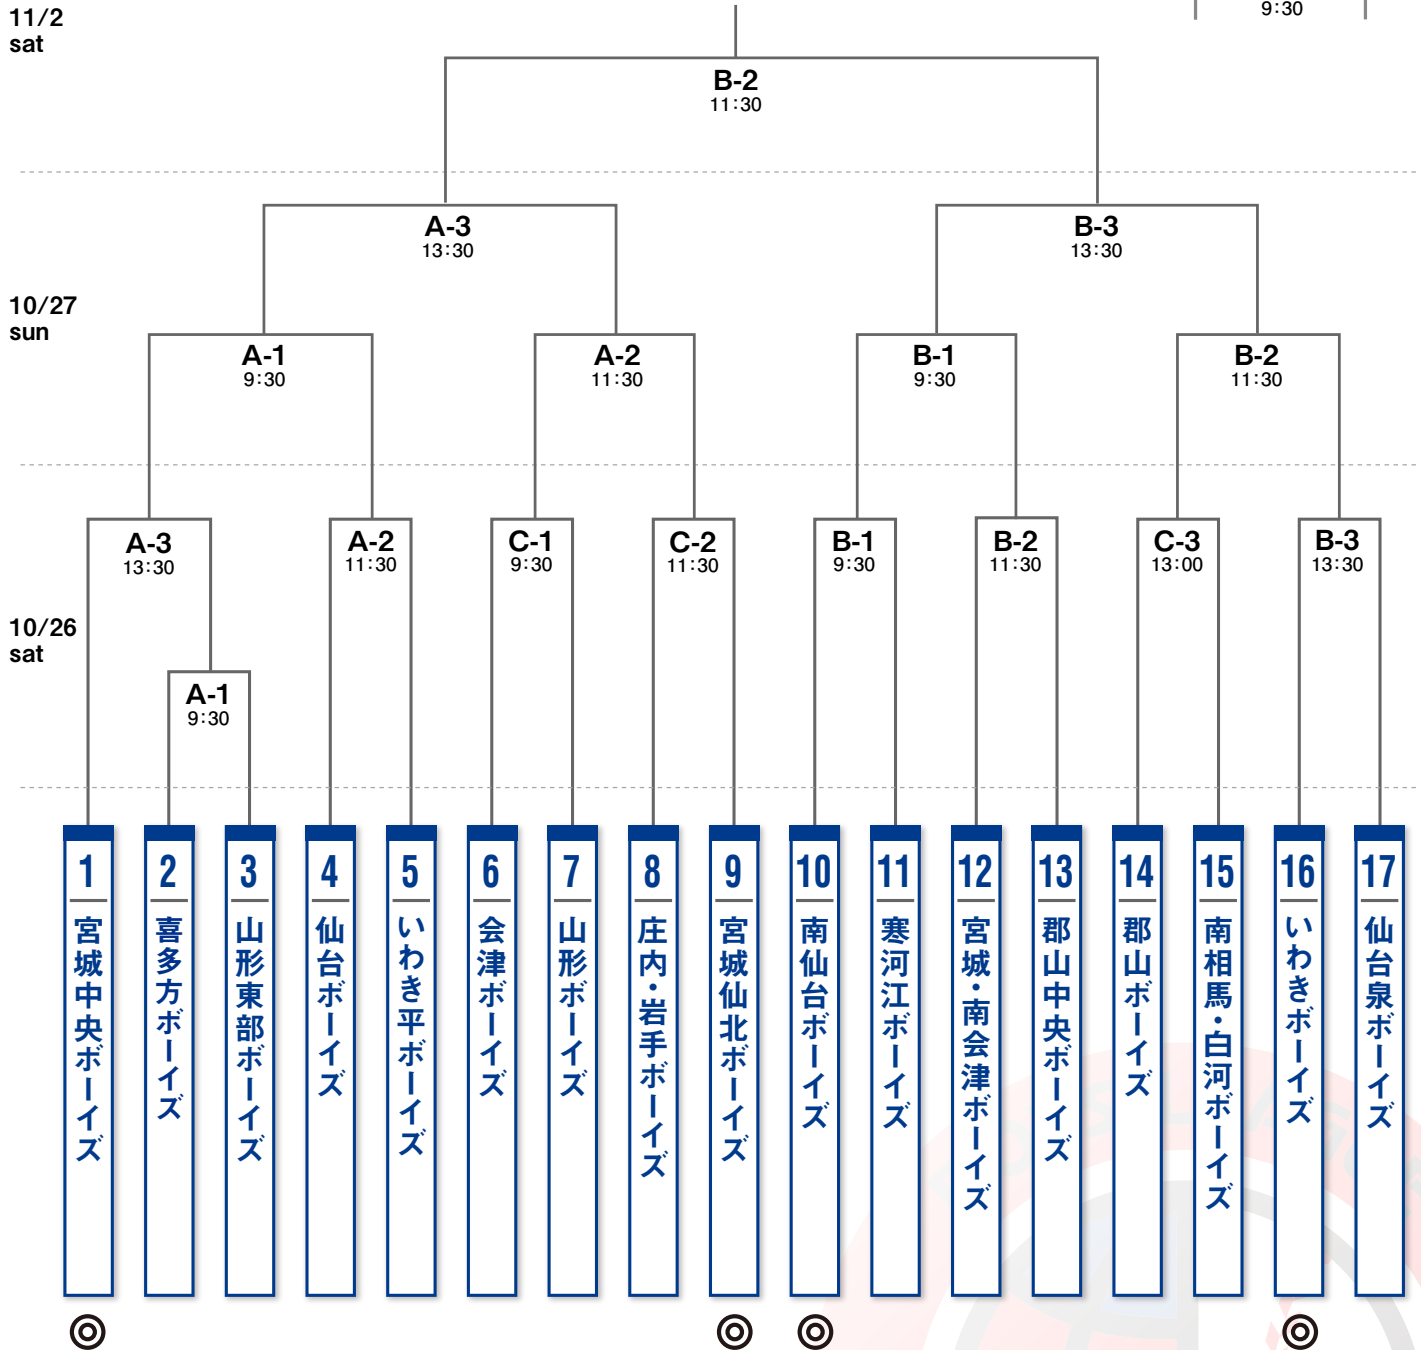 11/2
sat
9:30
B-2
11:30
A-3
13:30
B-3
13:30
10/27
sun
A-1
9:30
A-2
11:30
B-1
9:30
B-2
11:30
A-3
13:30
A-2
11:30
C-1
9:30
C-2
11:30
B-1
9:30
B-2
11:30
C-3
13:00
B-3
13:30
10/26
sat
A-1
9:30
1
宮城中央ボーイズ
2
喜多方ボーイズ
3
山形東部ボーイズ
4
仙台ボーイズ
5
いわき平ボーイズ
6
会津ボーイズ
7
山形ボーイズ
8
庄内・岩手ボーイズ
9
宮城仙北ボーイズ
10
南仙台ボーイズ
11
寒河江ボーイズ
12
宮城・南会津ボーイズ
13
郡山中央ボーイズ
14
郡山ボーイズ
15
南相馬・白河ボーイズ
16
いわきボーイズ
17
仙台泉ボーイズ
◎
◎
◎
◎